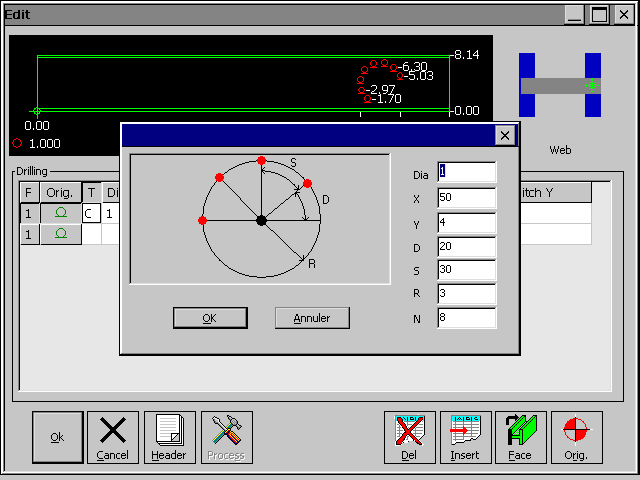 Edit
8.14
6.30
5.03
2.97
1.70
0.00
0.00
1.000
Web
Drilling
F Orig. T Di itch Y
1 C 1
1
S
D
R
Dia 1
X 50
Y 4
D 20
S 30
R 3
N 8
OK Annuler
Ok Cancel Header Process Del Insert Face Orig.